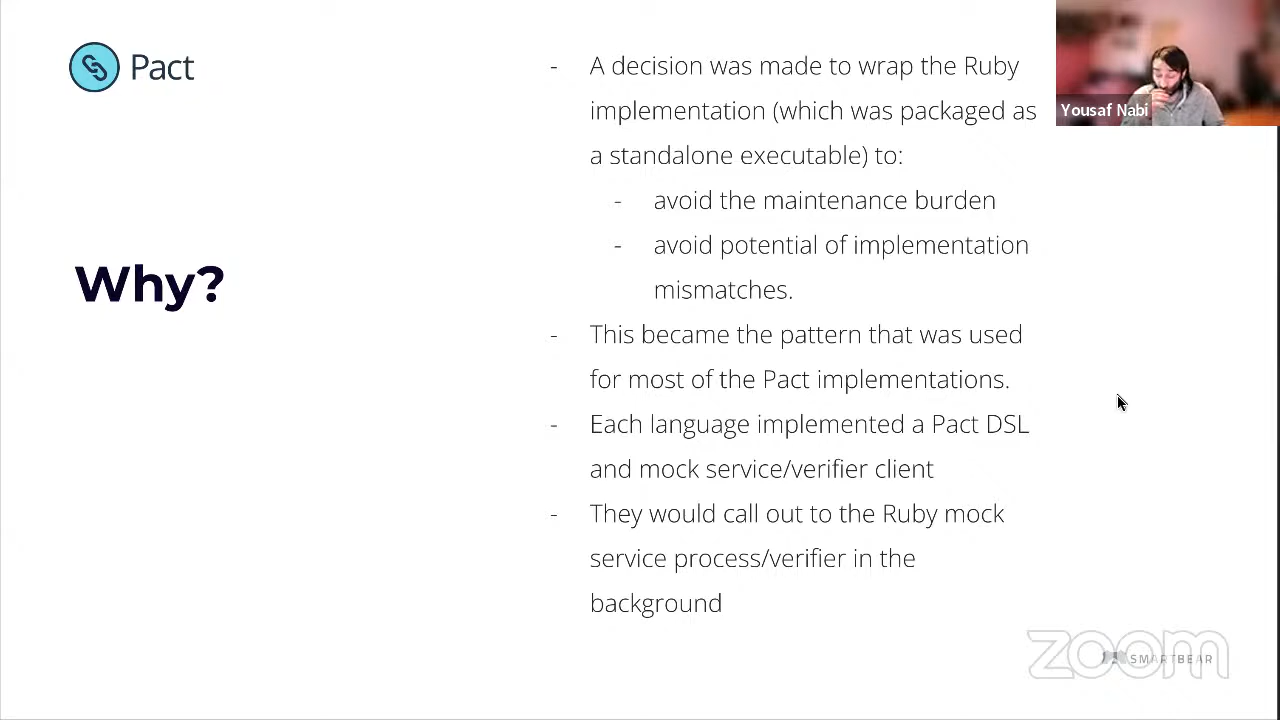 Pact
Why?
- A decision was made to wrap the Ruby
implementation (which was packaged as
a standalone executable) to:
- avoid the maintenance burden
- avoid potential of implementation
mismatches.
- This became the pattern that was used
for most of the Pact implementations.
- Each language implemented a Pact DSL
and mock service/verifier client
- They would call out to the Ruby mock
service process/verifier in the
background
Yousaf Nabi
zoom
SMARTBEAR